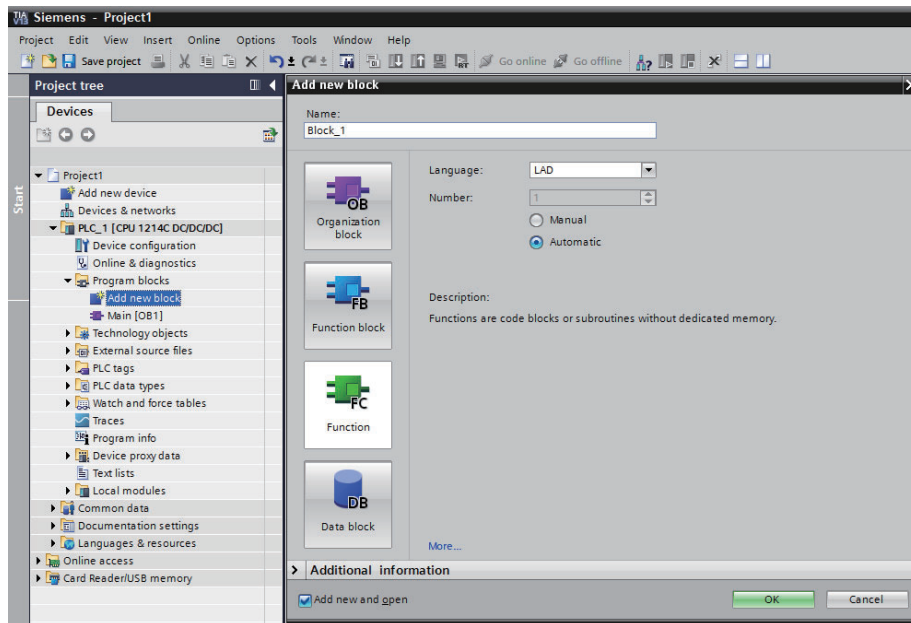 Siemens - Project1
Project Edit View Insert Online Options Tools Window Help
Save project Go online Go offline
Project tree
Devices
Start
Project1
Add new device
Devices & networks
PLC_1 [CPU 1214C DC/DC/DC]
Device configuration
Online & diagnostics
Program blocks
Add new block
Main [OB1]
Technology objects
External source files
PLC tags
PLC data types
Watch and force tables
Traces
Program info
Device proxy data
Text lists
Local modules
Common data
Documentation settings
Languages & resources
Online access
Card Reader/USB memory
Add new block
Name:
Block_1
OB
Organization
block
FB
Function block
FC
Function
DB
Data block
Language: LAD
Number: 1
Manual
Automatic
Description:
Functions are code blocks or subroutines without dedicated memory.
More...
Additional information
Add new and open
OK Cancel